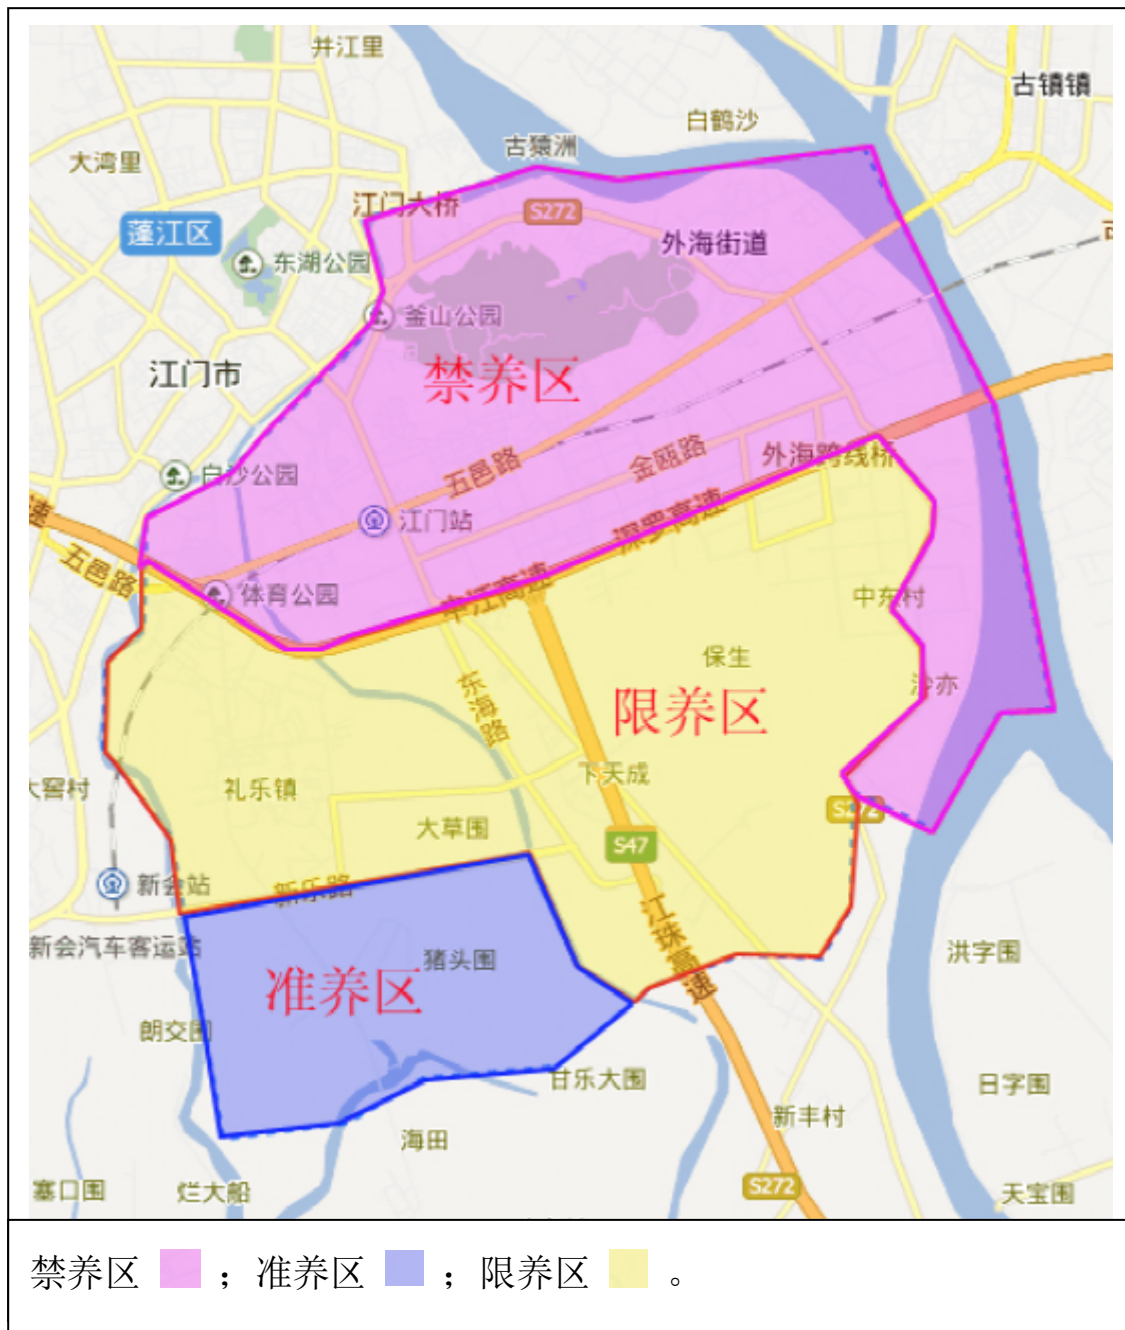 井江里
古镇镇
白鹤沙
古猿洲
大湾里
江门大桥
S272
蓬江区
外海街道
东湖公园
釜山公园
江门市
禁养区
外海跨线桥
金瓯路
五邑路
白沙公园
江门站
深罗高速
速
五邑路
体育公园
中江高速
中东村
保生
沙亦
东海路
限养区
下天成
礼乐镇
大草围
S272
S47
新会站
新乐路
江珠高速
新会汽车客运站
猪头围
洪字围
准养区
朗交围
甘乐大围
日字围
新丰村
海田
S272
塞口围
烂大船
天宝围
禁养区 ；准养区 ；限养区 。